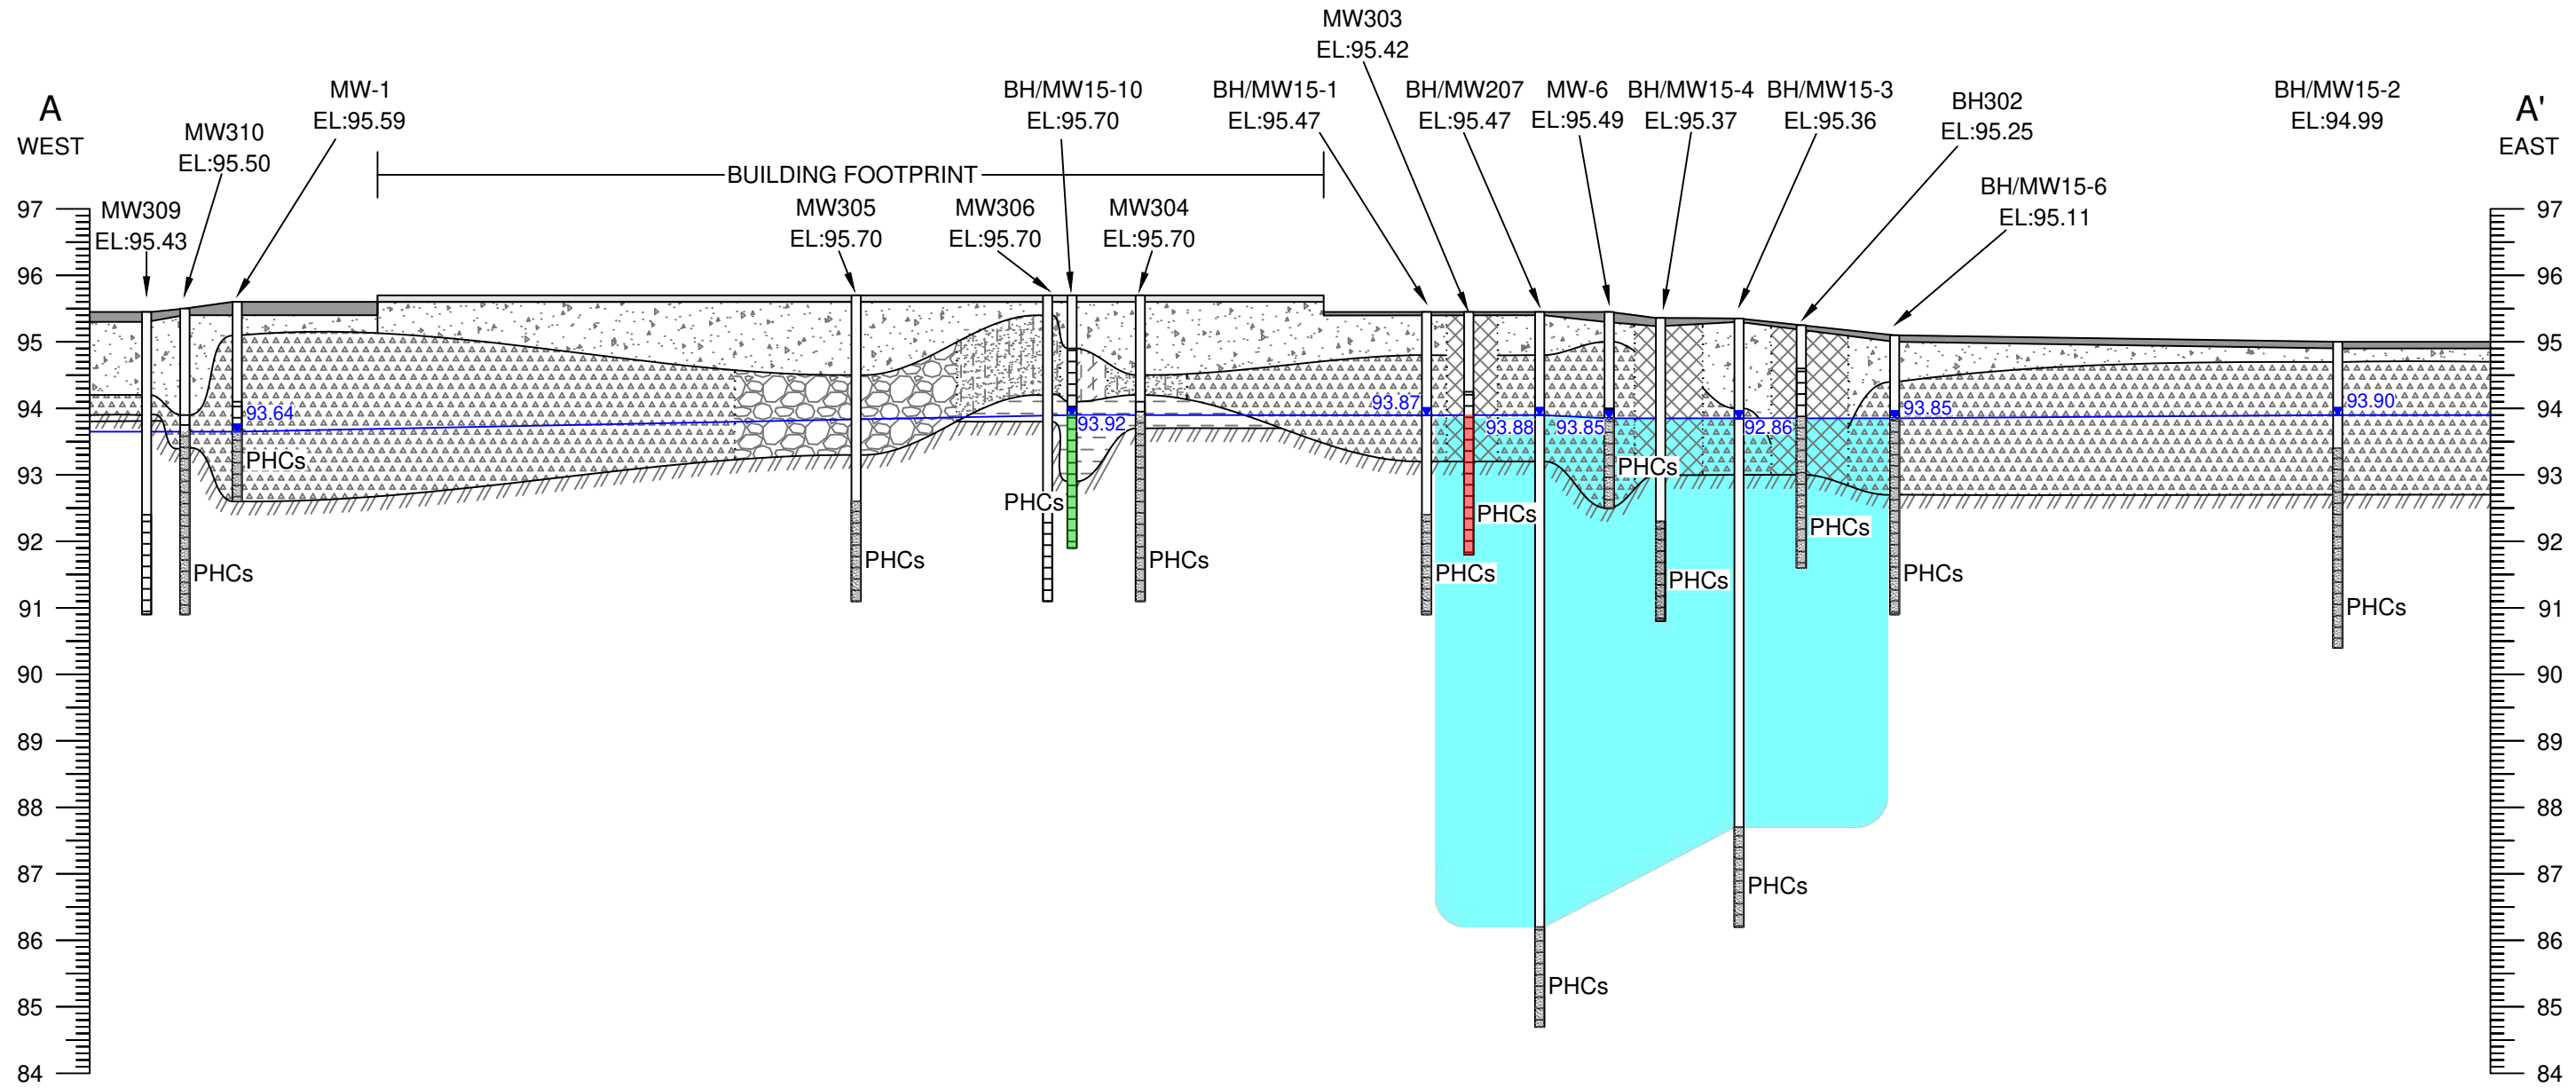 MW303
EL:95.42
A
WEST
MW310
EL:95.50
MW-1
EL:95.59
BH/MW15-10
EL:95.70
BH/MW15-1
EL:95.47
BH/MW207
EL:95.47
MW-6
EL:95.49
BH/MW15-4
EL:95.37
BH/MW15-3
EL:95.36
BH302
EL:95.25
BH/MW15-2
EL:94.99
A'
EAST
BUILDING FOOTPRINT
MW309
EL:95.43
MW305
EL:95.70
MW306
EL:95.70
MW304
EL:95.70
BH/MW15-6
EL:95.11
97
96
95
94
93
92
91
90
89
88
87
86
85
84
93.64
93.92
93.87
93.88
93.85
92.86
93.85
93.90
PHCs
PHCs
PHCs
PHCs
PHCs
PHCs
PHCs
PHCs
PHCs
PHCs
PHCs
PHCs
PHCs
PHCs
97
96
95
94
93
92
91
90
89
88
87
86
85
84